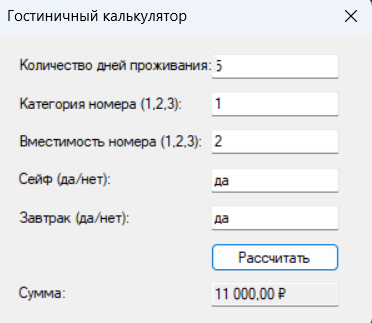 Гостиничный калькулятор
Количество дней проживания: 5
Категория номера (1,2,3): 1
Вместимость номера (1,2,3): 2
Сейф (да/нет): да
Завтрак (да/нет): да
Рассчитать
Сумма: 11 000,00 ₽